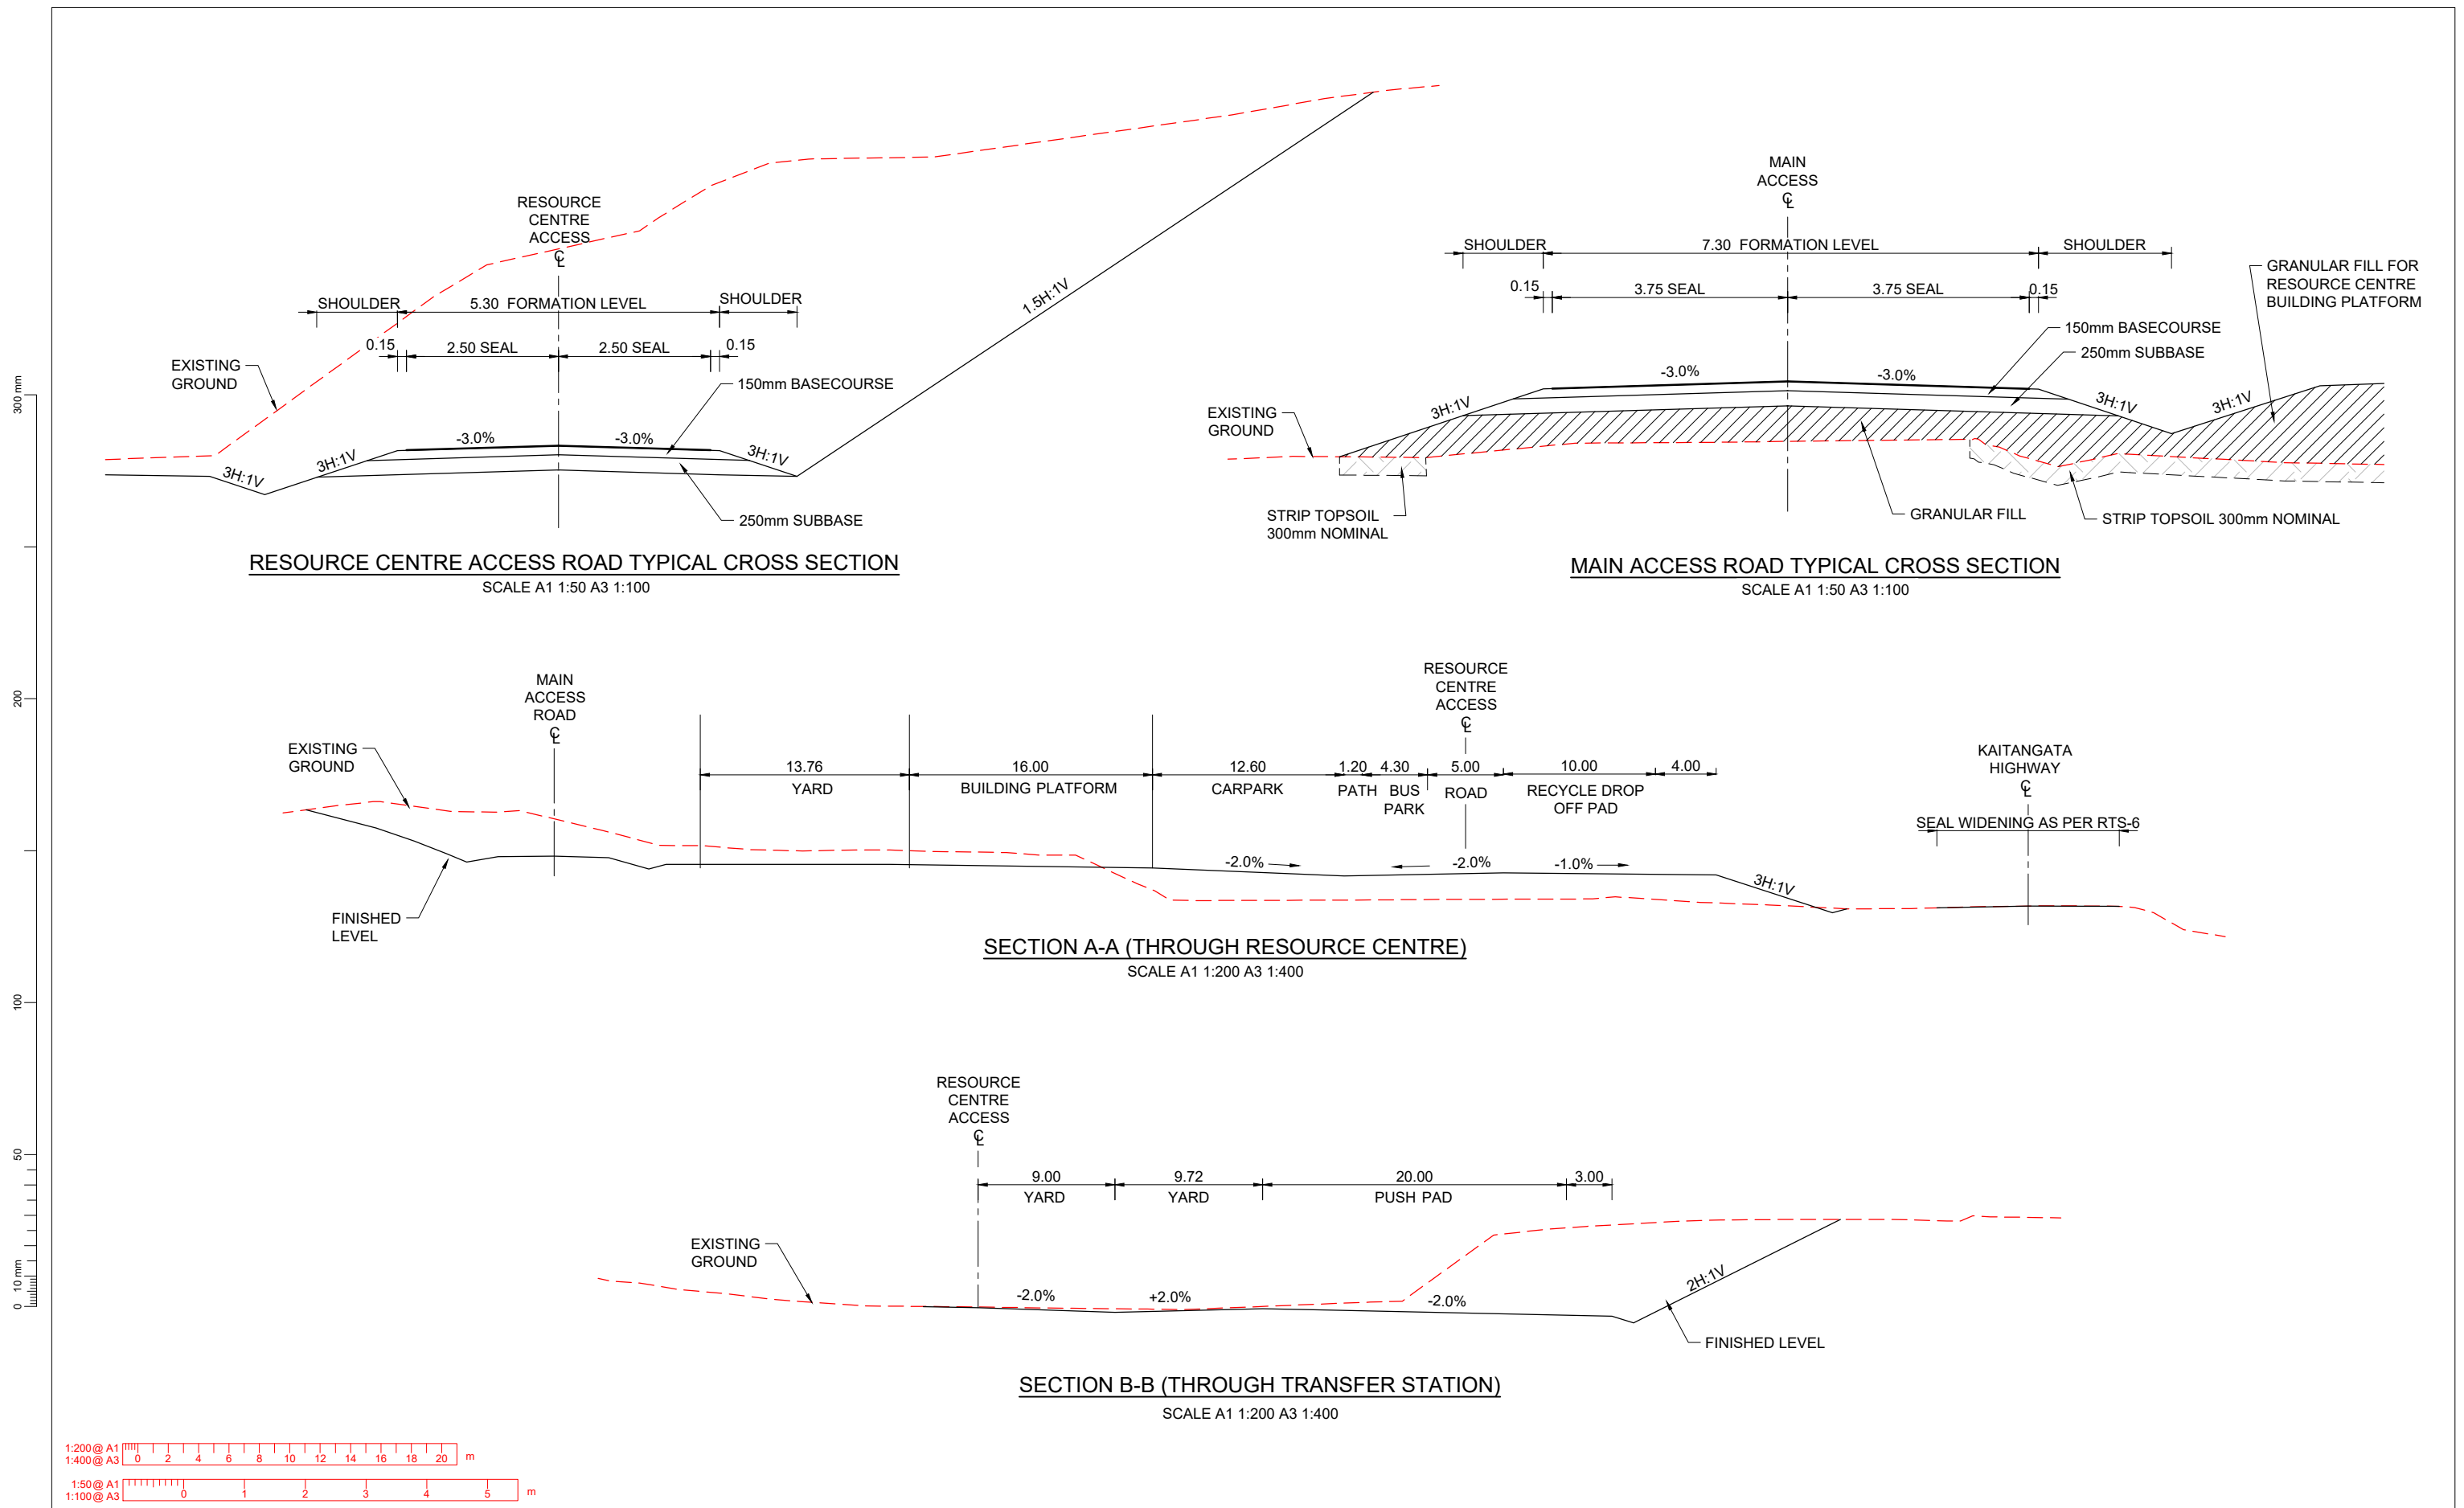 RESOURCE
CENTRE
ACCESS
℄
SHOULDER
5.30 FORMATION LEVEL
SHOULDER
0.15
2.50 SEAL
2.50 SEAL
0.15
EXISTING
GROUND
150mm BASECOURSE
1.5H:1V
-3.0%
-3.0%
3H:1V
3H:1V
3H:1V
250mm SUBBASE
RESOURCE CENTRE ACCESS ROAD TYPICAL CROSS SECTION
SCALE A1 1:50 A3 1:100
MAIN
ACCESS
℄
SHOULDER
7.30 FORMATION LEVEL
SHOULDER
0.15
3.75 SEAL
3.75 SEAL
0.15
GRANULAR FILL FOR
RESOURCE CENTRE
BUILDING PLATFORM
150mm BASECOURSE
250mm SUBBASE
-3.0%
-3.0%
3H:1V
3H:1V
3H:1V
EXISTING
GROUND
STRIP TOPSOIL
300mm NOMINAL
GRANULAR FILL
STRIP TOPSOIL 300mm NOMINAL
MAIN ACCESS ROAD TYPICAL CROSS SECTION
SCALE A1 1:50 A3 1:100
MAIN
ACCESS
ROAD
℄
RESOURCE
CENTRE
ACCESS
℄
KAITANGATA
HIGHWAY
℄
EXISTING
GROUND
13.76
YARD
16.00
BUILDING PLATFORM
12.60
CARPARK
1.20
PATH
4.30
BUS
PARK
5.00
ROAD
10.00
RECYCLE DROP
OFF PAD
4.00
SEAL WIDENING AS PER RTS-6
-2.0%
-2.0%
-1.0%
3H:1V
FINISHED
LEVEL
SECTION A-A (THROUGH RESOURCE CENTRE)
SCALE A1 1:200 A3 1:400
RESOURCE
CENTRE
ACCESS
℄
9.00
YARD
9.72
YARD
20.00
PUSH PAD
3.00
EXISTING
GROUND
-2.0%
+2.0%
-2.0%
2H:1V
FINISHED LEVEL
SECTION B-B (THROUGH TRANSFER STATION)
SCALE A1 1:200 A3 1:400
300 mm
200
100
50
10 mm
0
1:200@ A1
1:400@ A3
0 2 4 6 8 10 12 14 16 18 20 m
1:50@ A1
1:100@ A3
0 1 2 3 4 5 m